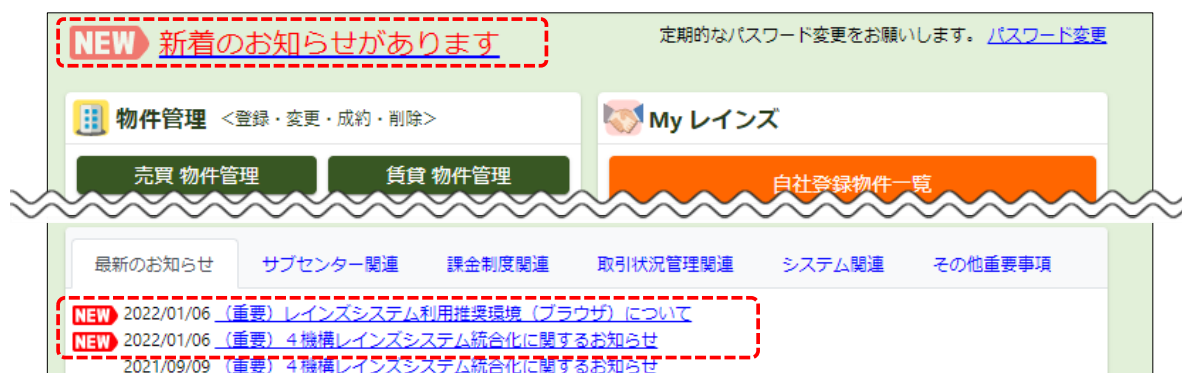 NEW 新着のお知らせがあります
定期的なパスワード変更をお願いします。 パスワード変更
物件管理 <登録・変更・成約・削除>
My レインズ
売買 物件管理 賃貸 物件管理
自社登録物件一覧
最新のお知らせ サブセンター関連 課金制度関連 取引状況管理関連 システム関連 その他重要事項
NEW 2022/01/06 (重要)レインズシステム利用推奨環境(ブラウザ)について
NEW 2022/01/06 (重要)4機構レインズシステム統合化に関するお知らせ
2021/09/09 (重要)4機構レインズシステム統合化に関するお知らせ